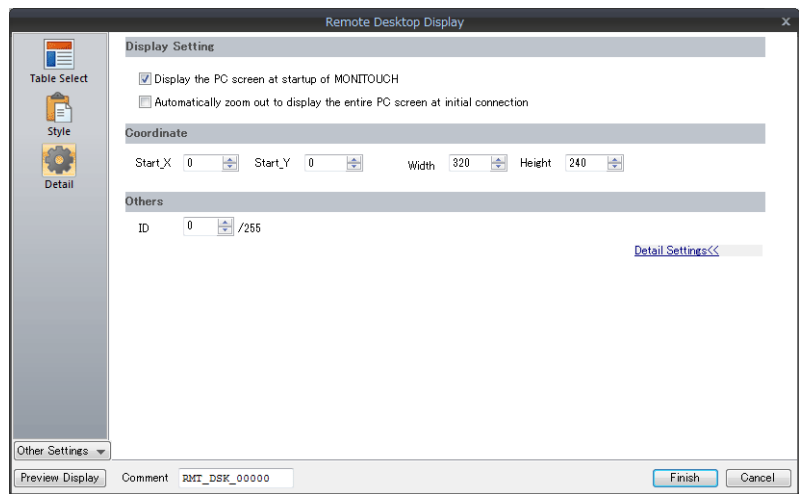 Remote Desktop Display
x
Table Select
Style
Detail
Display Setting
Display the PC screen at startup of MONITOUCH
Automatically zoom out to display the entire PC screen at initial connection
Coordinate
Start_X 0 Start_Y 0 Width 320 Height 240
Others
ID 0 /255
Detail Settings<<
Other Settings
Preview Display Comment RMT_DSK_00000 Finish Cancel